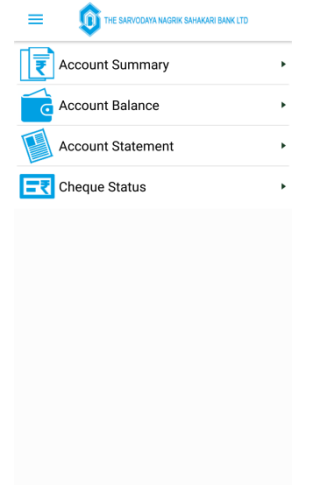 THE SARVODAYA NAGRIK SAHAKARI BANK LTD
Account Summary
Account Balance
Account Statement
Cheque Status